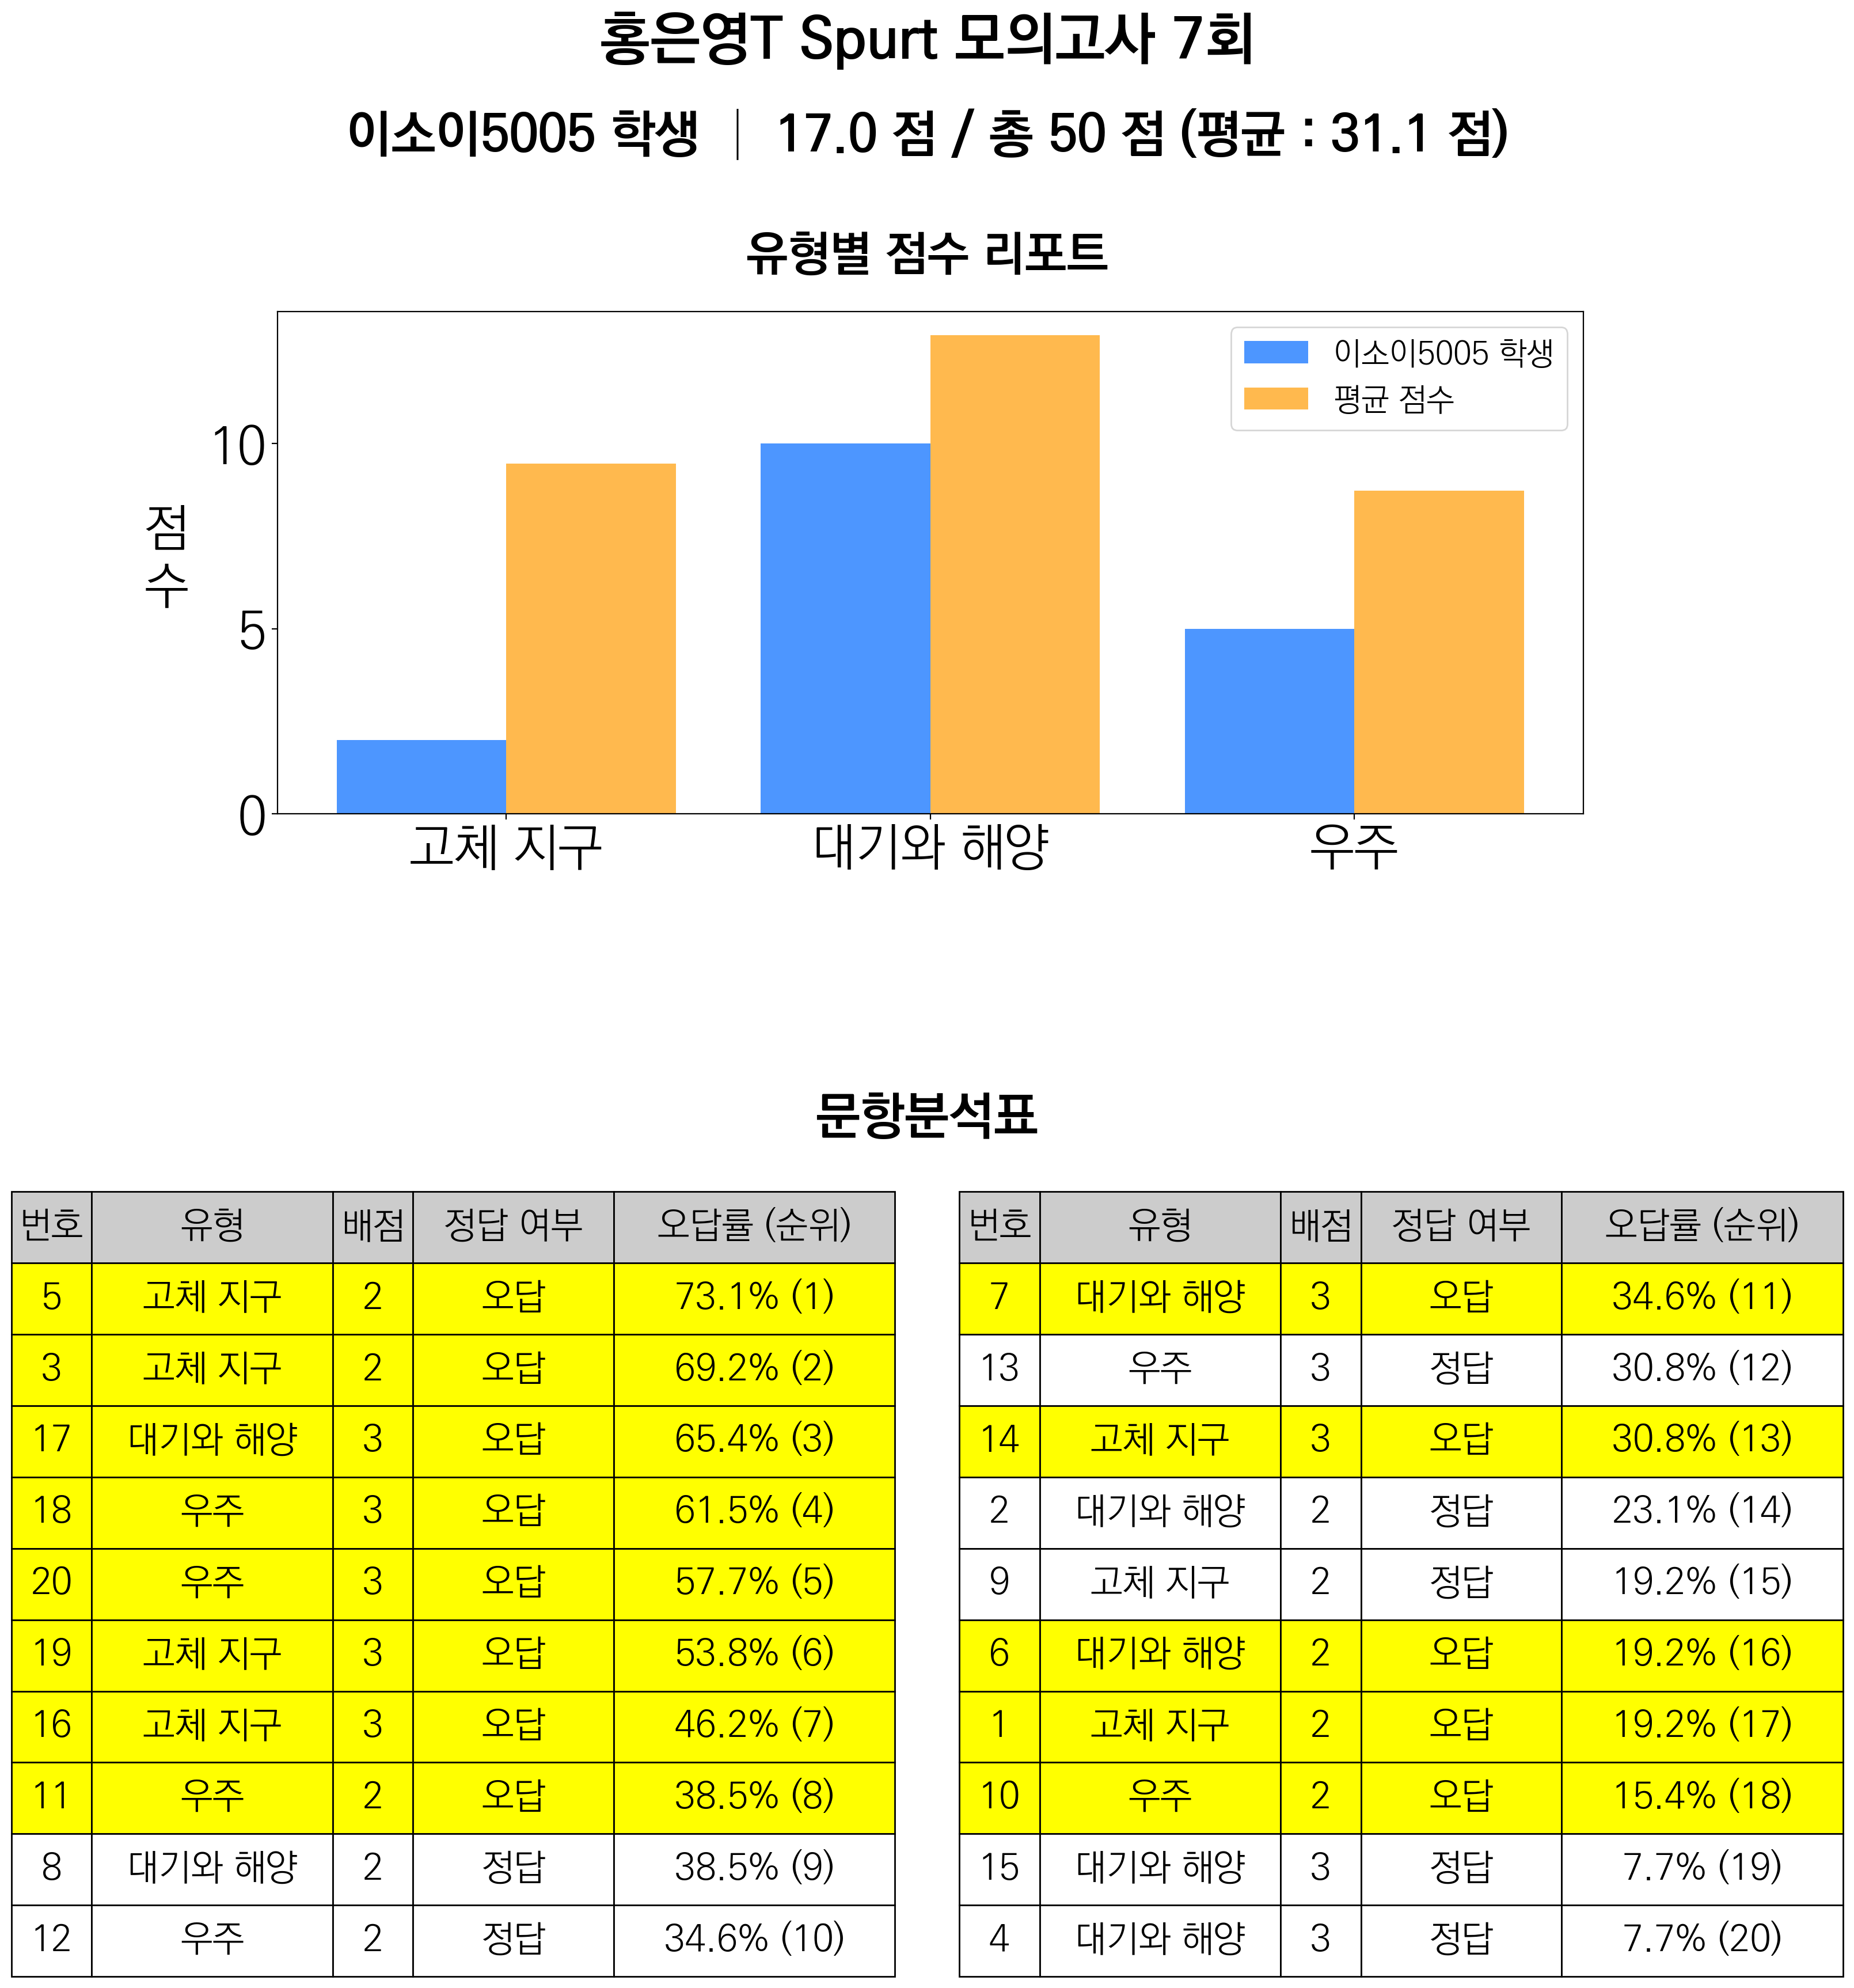 홍은영T Spurt 모의고사 7회
이소이5005 학생 | 17.0 점 / 총 50 점 (평균 : 31.1 점)
유형별 점수 리포트
이소이5005 학생
평균 점수
점
수
10
5
0
고체 지구 대기와 해양 우주
문항분석표
번호 유형 배점 정답 여부 오답률 (순위)
5 고체 지구 2 오답 73.1% (1)
3 고체 지구 2 오답 69.2% (2)
17 대기와 해양 3 오답 65.4% (3)
18 우주 3 오답 61.5% (4)
20 우주 3 오답 57.7% (5)
19 고체 지구 3 오답 53.8% (6)
16 고체 지구 3 오답 46.2% (7)
11 우주 2 오답 38.5% (8)
8 대기와 해양 2 정답 38.5% (9)
12 우주 2 정답 34.6% (10)
번호 유형 배점 정답 여부 오답률 (순위)
7 대기와 해양 3 오답 34.6% (11)
13 우주 3 정답 30.8% (12)
14 고체 지구 3 오답 30.8% (13)
2 대기와 해양 2 정답 23.1% (14)
9 고체 지구 2 정답 19.2% (15)
6 대기와 해양 2 오답 19.2% (16)
1 고체 지구 2 오답 19.2% (17)
10 우주 2 오답 15.4% (18)
15 대기와 해양 3 정답 7.7% (19)
4 대기와 해양 3 정답 7.7% (20)